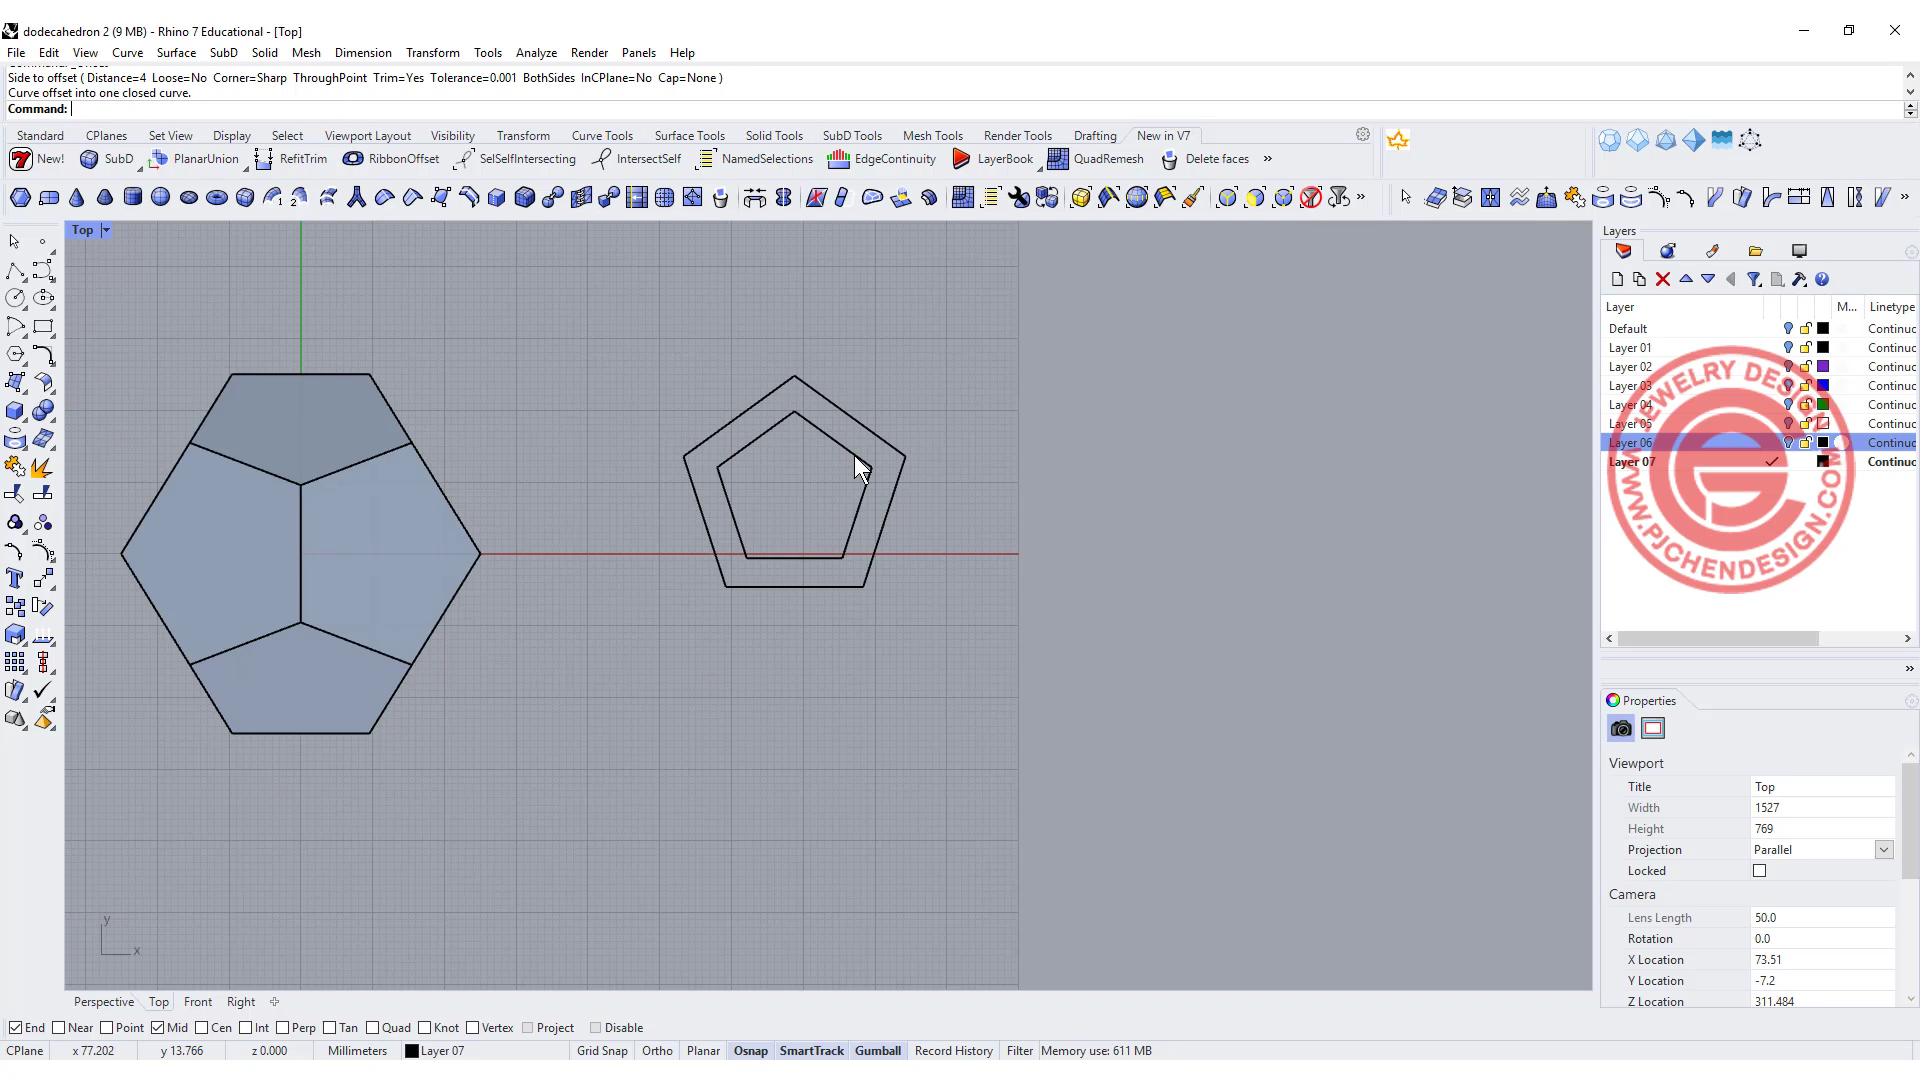 dodecahedron 2 (9 MB) - Rhino 7 Educational - [Top]
File Edit View Curve Surface SubD Solid Mesh Dimension Transform Tools Analyze Render Panels Help
Side to offset ( Distance=4 Loose=No Corner=Sharp ThroughPoint Trim=Yes Tolerance=0.001 BothSides InCPlane=No Cap=None )
Curve offset into one closed curve.
Command:
Standard CPlanes Set View Display Select Viewport Layout Visibility Transform Curve Tools Surface Tools Solid Tools SubD Tools Mesh Tools Render Tools Drafting New in V7
New! SubD PlanarUnion RefitTrim RibbonOffset SelSelfIntersecting IntersectSelf NamedSelections EdgeContinuity LayerBook QuadRemesh Delete faces »
Top
Layers
Layer M... Linetype
Default Continuc
Layer 01 Continuc
Layer 02 Continuc
Layer 03 Continuc
Layer 04 Continuc
Layer 05 Continuc
Layer 06 Continuc
Layer 07 Continuc
JEWELRY DESIGN
WWW.PJCHENDESIGN.COM
Properties
Viewport
Title Top
Width 1527
Height 769
Projection Parallel
Locked
Camera
Lens Length 50.0
Rotation 0.0
X Location 73.51
Y Location -7.2
Z Location 311.484
y
x
Perspective Top Front Right
End Near Point Mid Cen Int Perp Tan Quad Knot Vertex Project Disable
CPlane x 77.202 y 13.766 z 0.000 Millimeters Layer 07 Grid Snap Ortho Planar Osnap SmartTrack Gumball Record History Filter Memory use: 611 MB